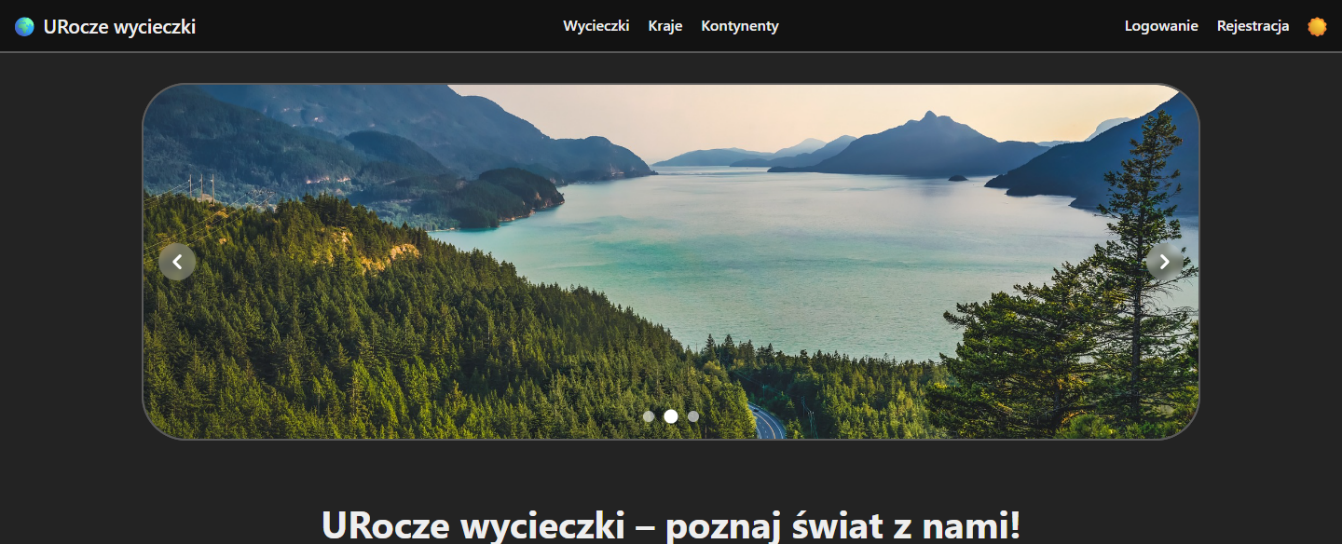 URocze wycieczki
Wycieczki Kraje Kontynenty
Logowanie Rejestracja
URocze wycieczki – poznaj świat z nami!